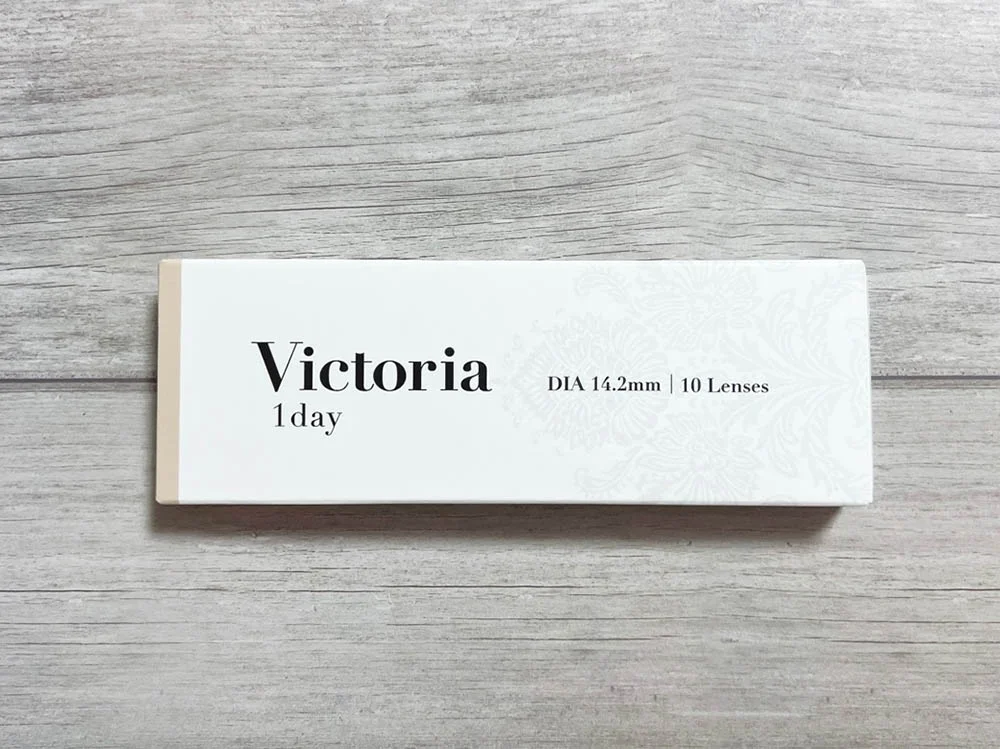 Victoria
1day
DIA 14.2mm | 10 Lenses